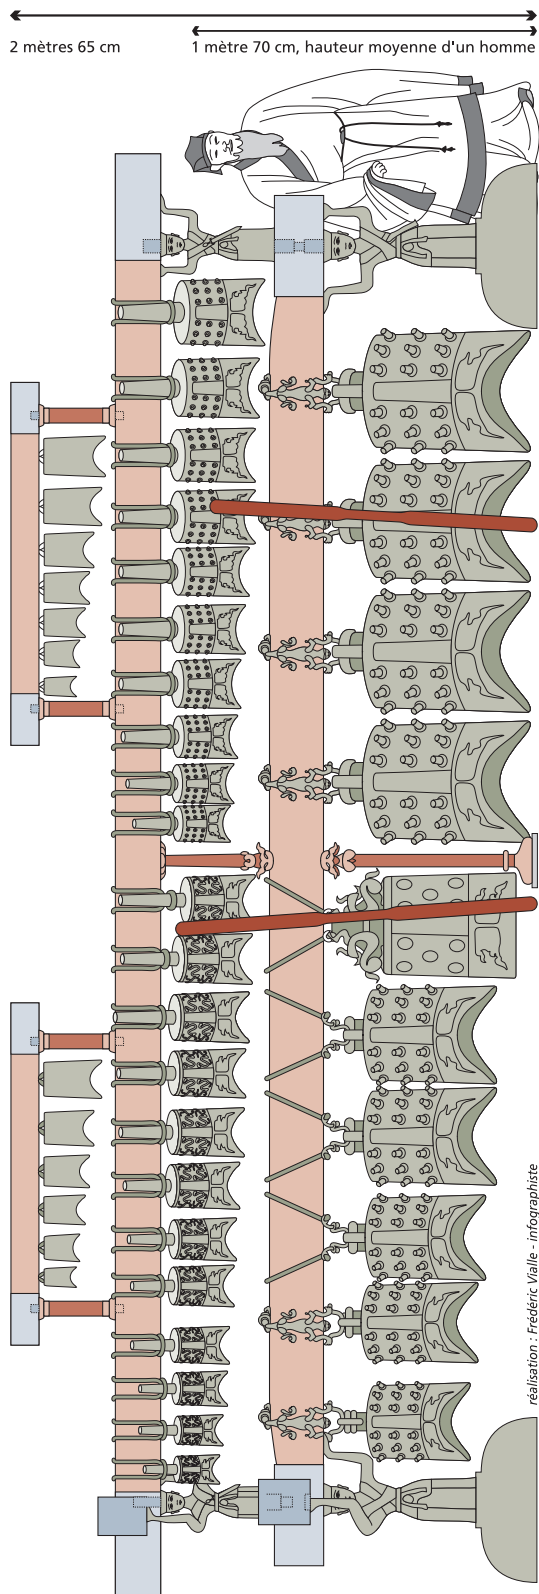 2 mètres 65 cm
1 mètre 70 cm, hauteur moyenne d'un homme
réalisation : Frédéric Vialle - infographiste